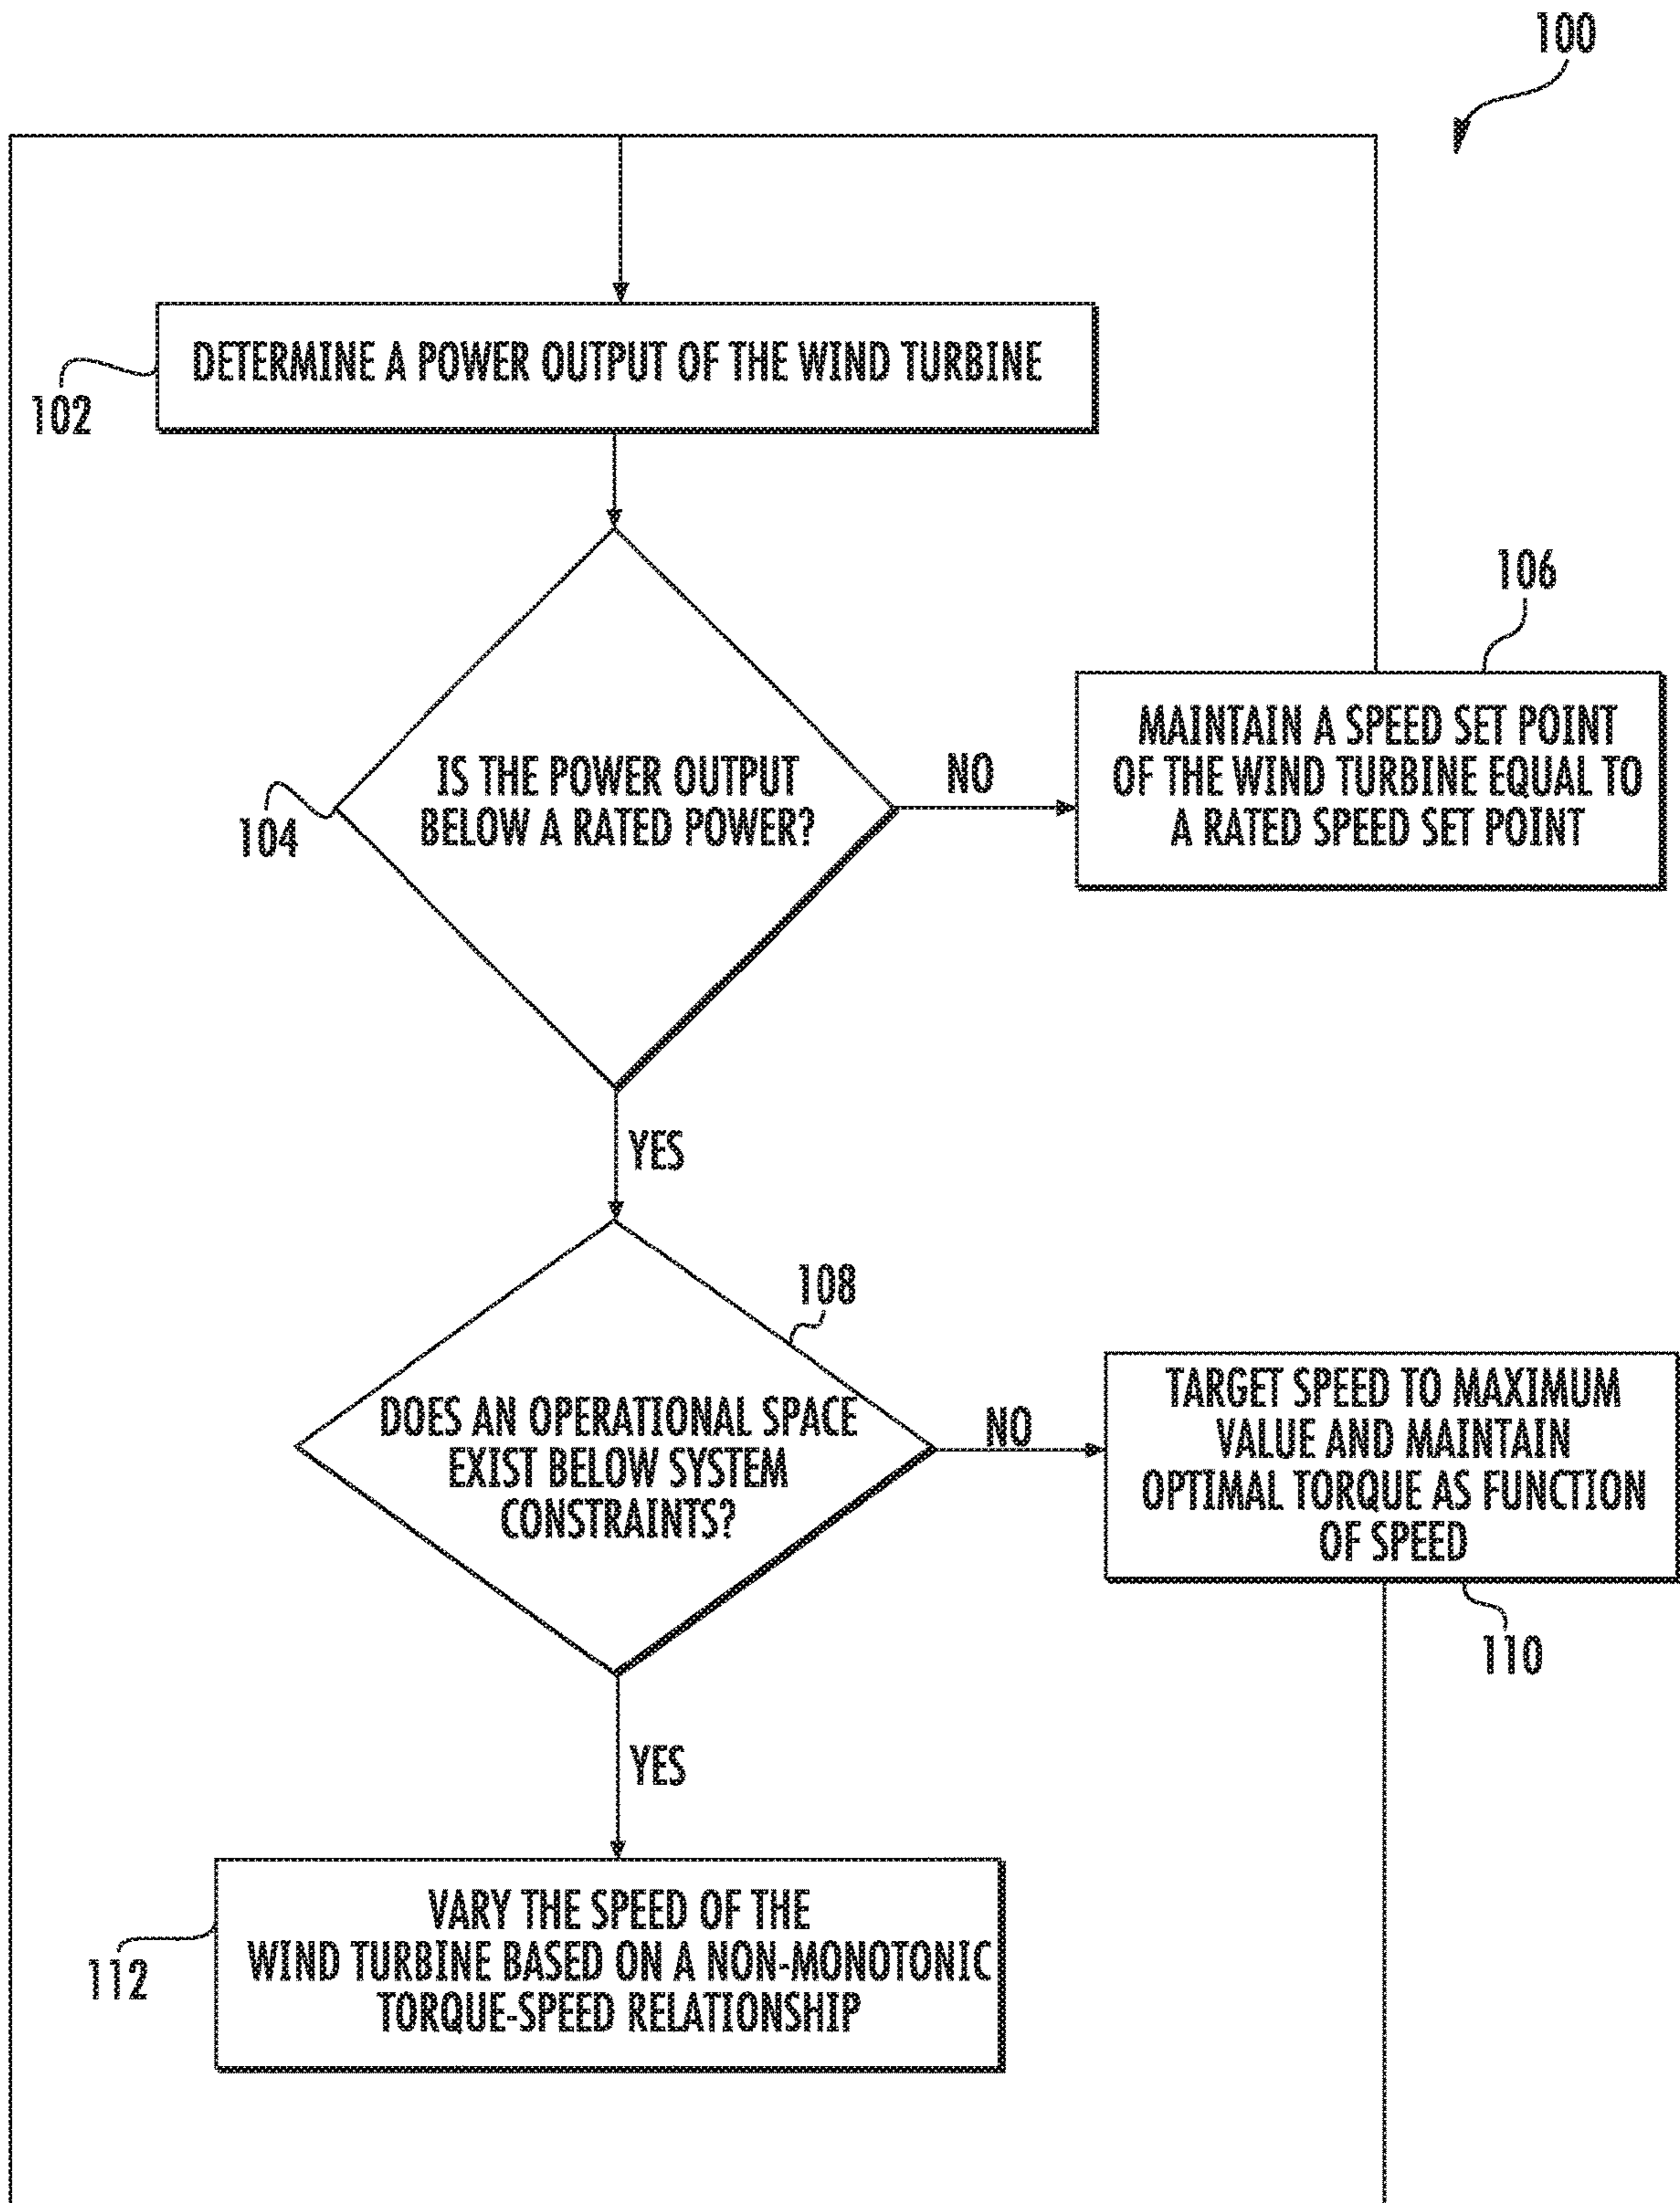 100
DETERMINE A POWER OUTPUT OF THE WIND TURBINE
102
106
MAINTAIN A SPEED SET POINT
OF THE WIND TURBINE EQUAL TO
A RATED SPEED SET POINT
IS THE POWER OUTPUT
BELOW A RATED POWER?
NO
104
YES
108
DOES AN OPERATIONAL SPACE
EXIST BELOW SYSTEM
CONSTRAINTS?
NO
TARGET SPEED TO MAXIMUM
VALUE AND MAINTAIN
OPTIMAL TORQUE AS FUNCTION
OF SPEED
110
YES
VARY THE SPEED OF THE
WIND TURBINE BASED ON A NON-MONOTONIC
TORQUE-SPEED RELATIONSHIP
112